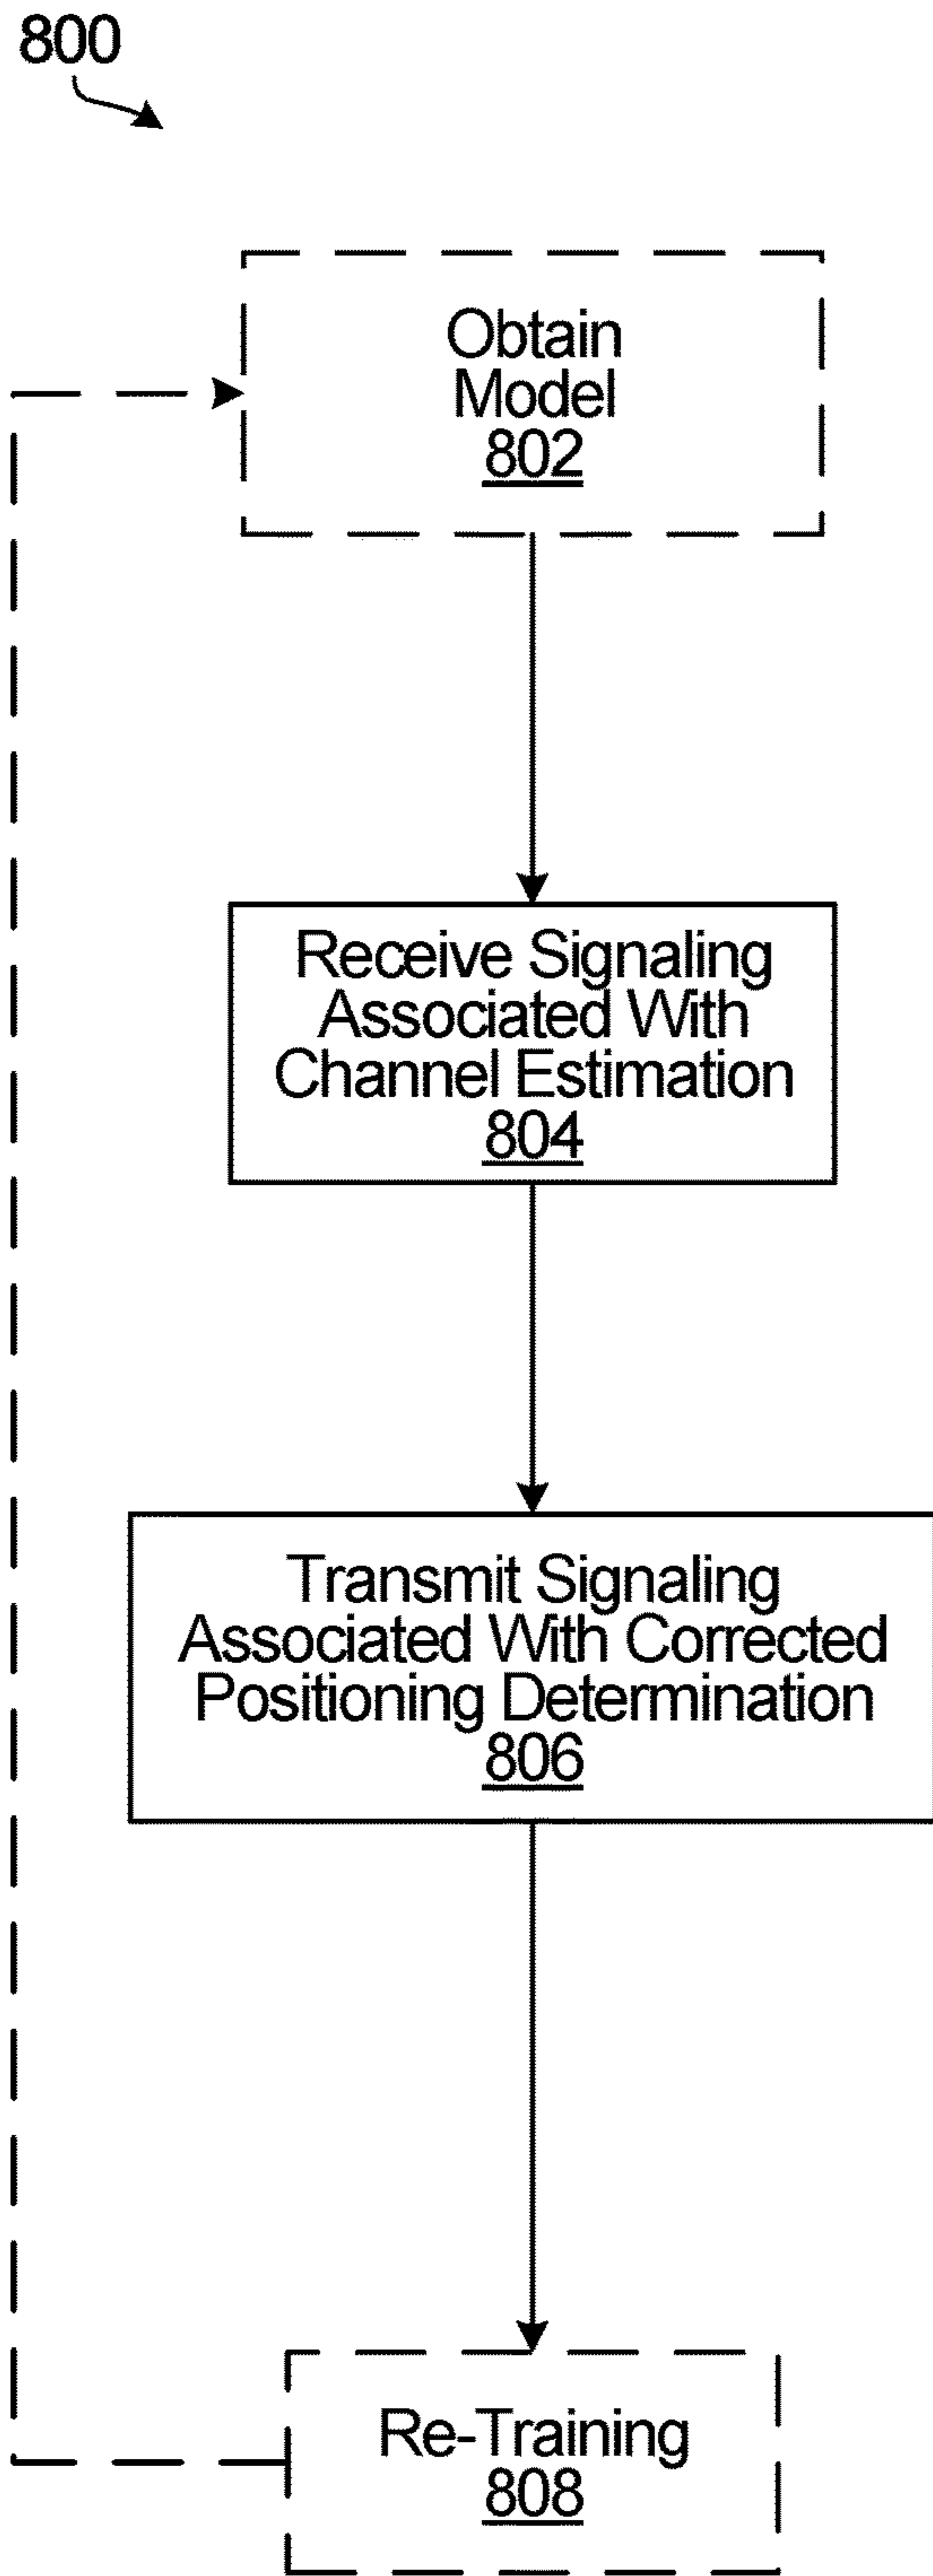 800
Obtain
Model
802
Receive Signaling
Associated With
Channel Estimation
804
Transmit Signaling
Associated With Corrected
Positioning Determination
806
Re-Training
808